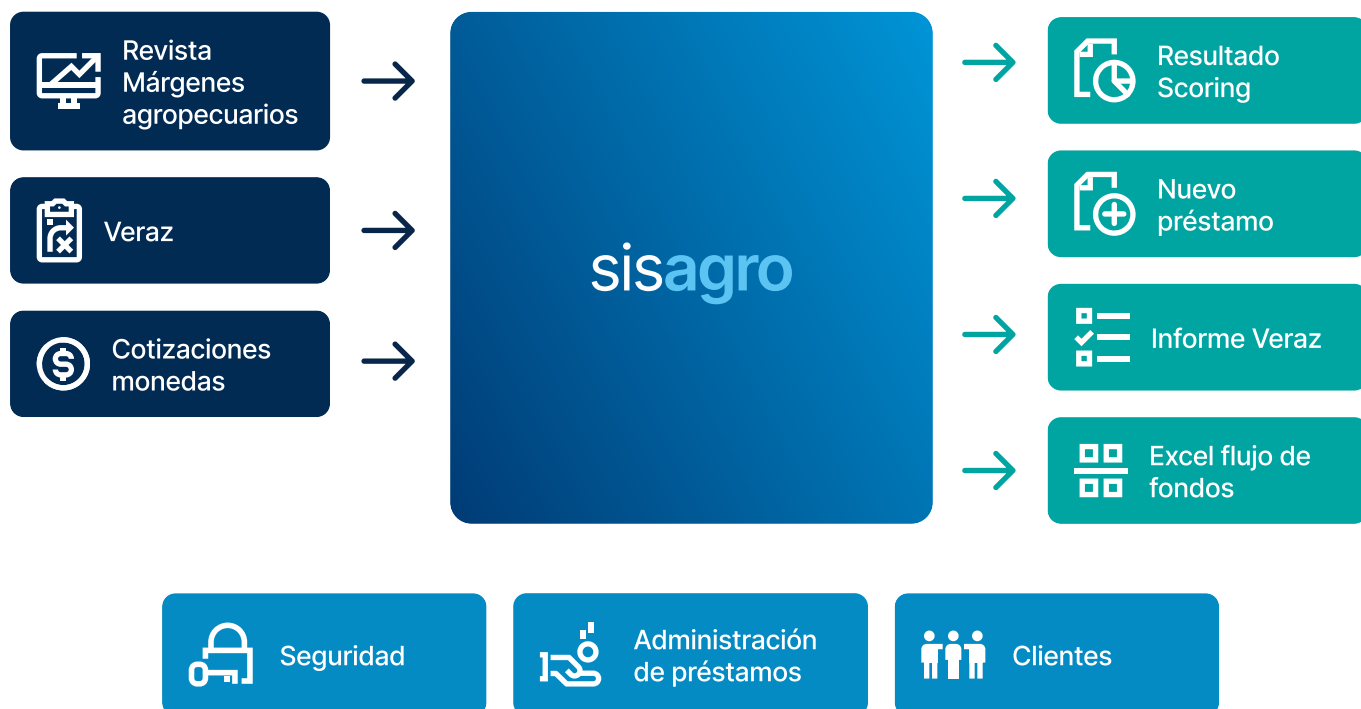 Revista
Márgenes
agropecuarios
Veraz
Cotizaciones
monedas
sisagro
Resultado
Scoring
Nuevo
préstamo
Informe Veraz
Excel flujo de
fondos
Seguridad
Administración
de préstamos
Clientes